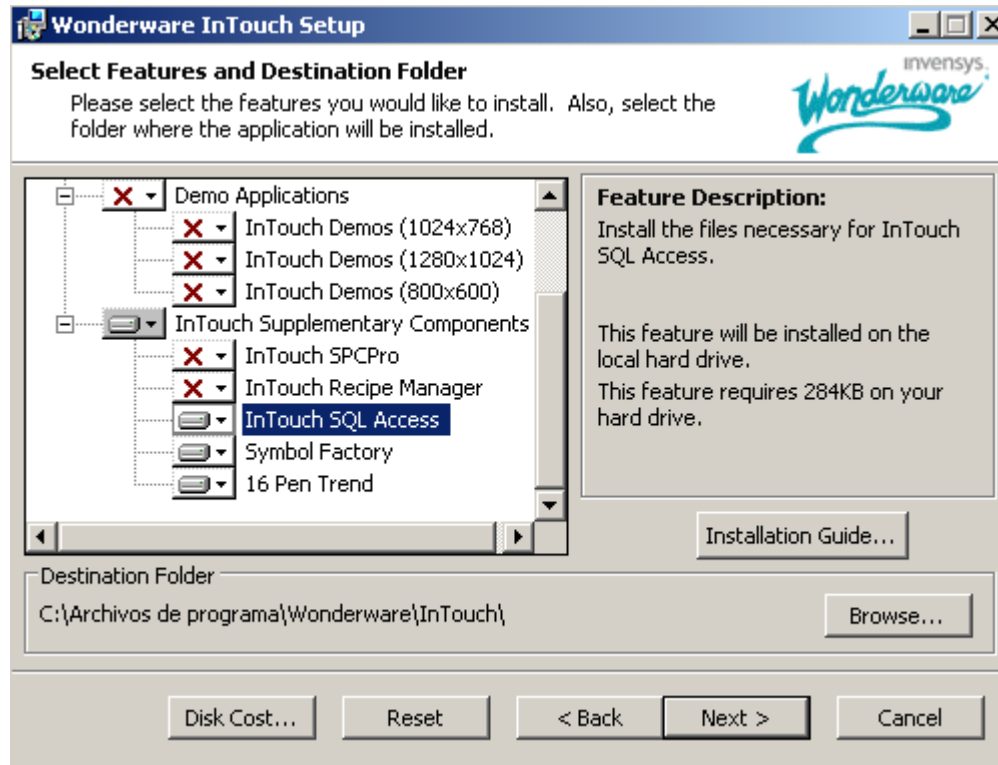 Wonderware InTouch Setup
Select Features and Destination Folder
Please select the features you would like to install.  Also, select the
folder where the application will be installed.
invensys.
Wonderware
Demo Applications
InTouch Demos (1024x768)
InTouch Demos (1280x1024)
InTouch Demos (800x600)
InTouch Supplementary Components
InTouch SPCPro
InTouch Recipe Manager
InTouch SQL Access
Symbol Factory
16 Pen Trend
Feature Description:
Install the files necessary for InTouch
SQL Access.
This feature will be installed on the
local hard drive.
This feature requires 284KB on your
hard drive.
Installation Guide...
Destination Folder
C:\Archivos de programa\Wonderware\InTouch\
Browse...
Disk Cost...
Reset
< Back
Next >
Cancel